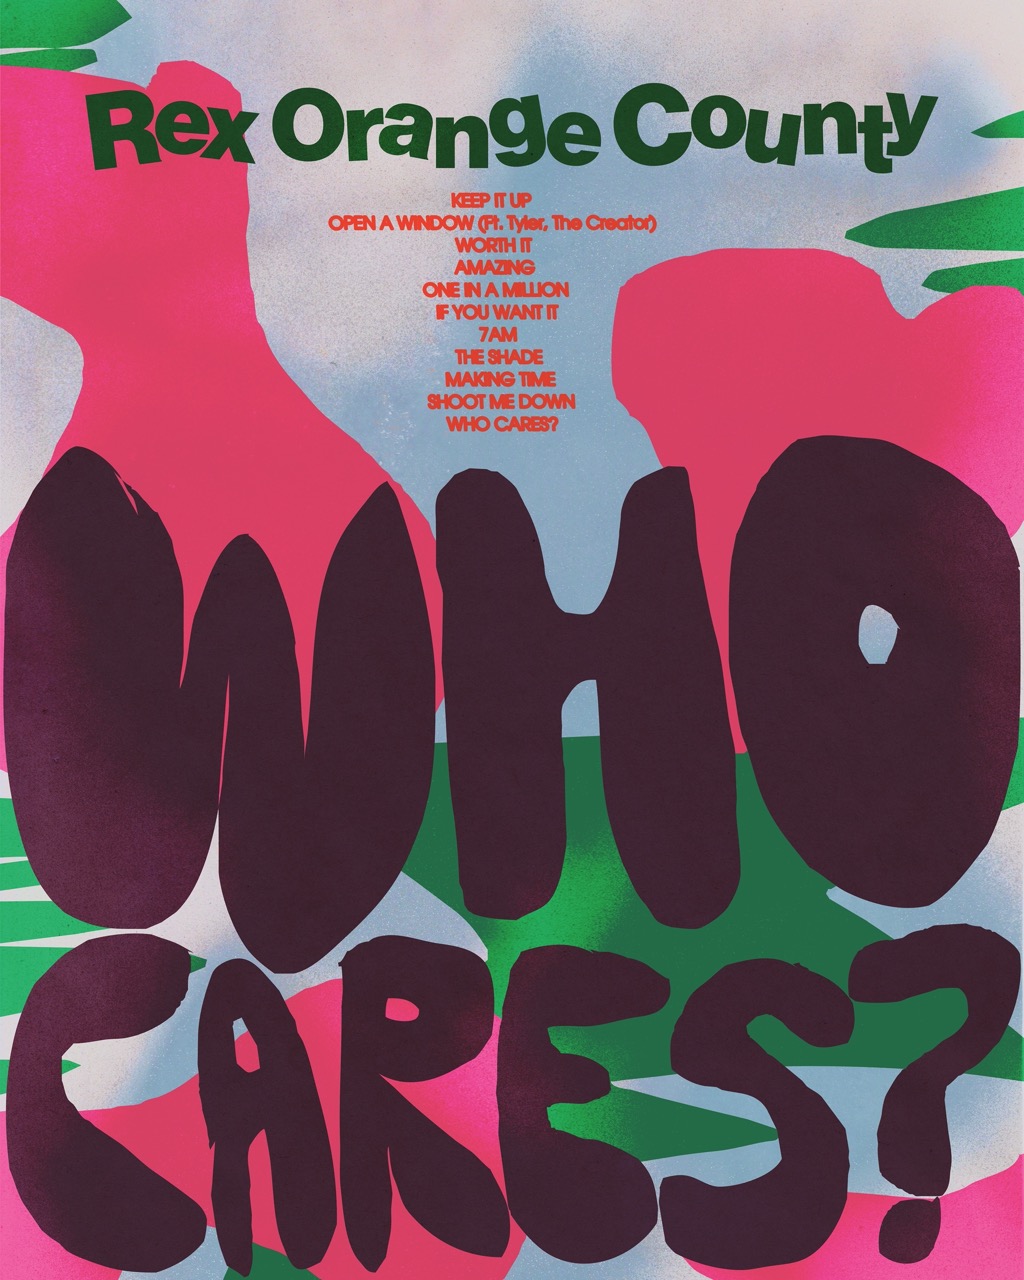 Rex Orange County
KEEP IT UP
OPEN A WINDOW (Ft. Tyler, The Creator)
WORTH IT
AMAZING
ONE IN A MILLION
IF YOU WANT IT
7AM
THE SHADE
MAKING TIME
SHOOT ME DOWN
WHO CARES?
WHO
CARES?